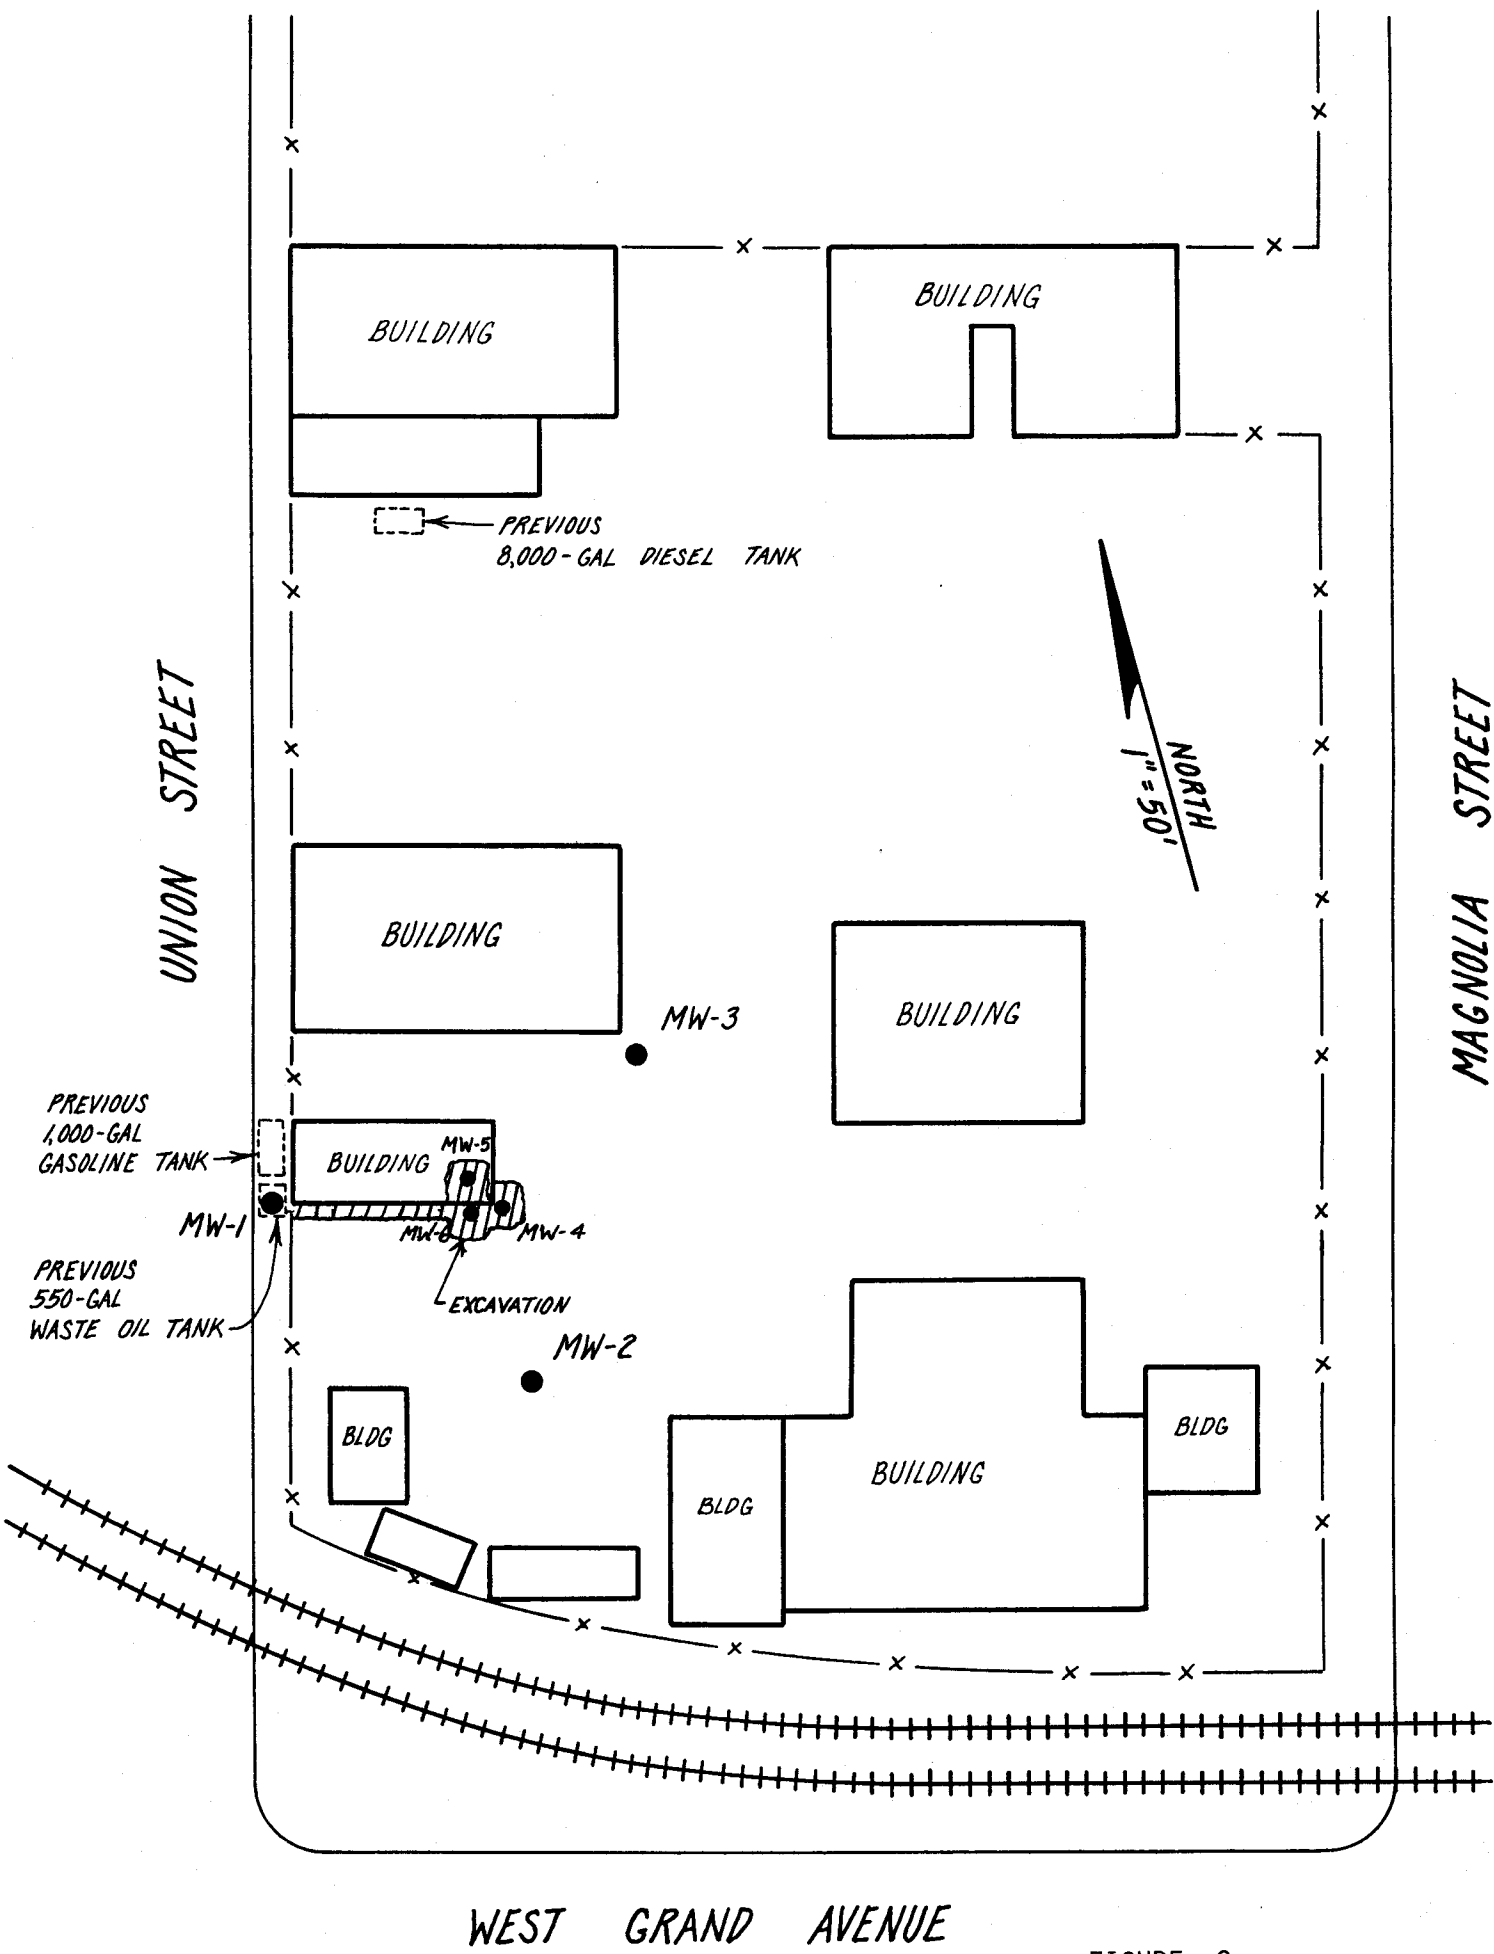 BUILDING
BUILDING
PREVIOUS
8,000-GAL DIESEL TANK
UNION STREET
NORTH
1" = 50'
MAGNOLIA STREET
BUILDING
BUILDING
MW-3
PREVIOUS
1,000-GAL
GASOLINE TANK
BUILDING
MW-5
MW-1
MW-6
MW-4
PREVIOUS
550-GAL
WASTE OIL TANK
EXCAVATION
MW-2
BLDG
BLDG
BUILDING
BLDG
WEST GRAND AVENUE